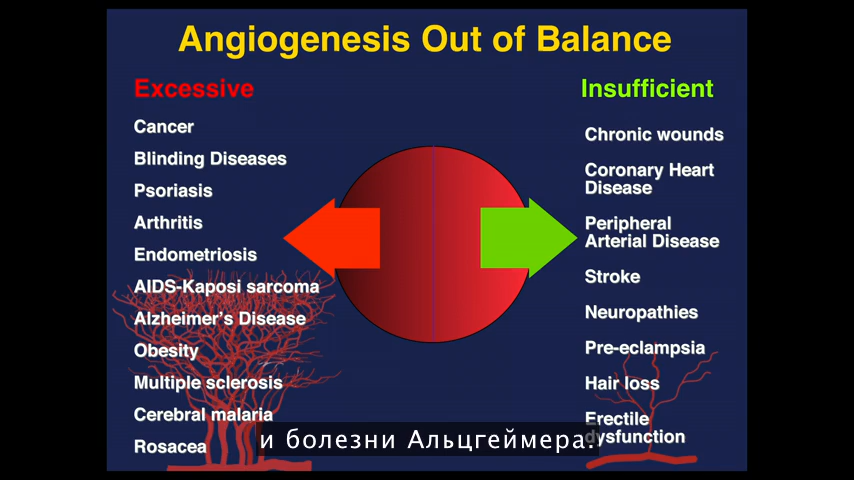 Angiogenesis Out of Balance
Excessive
Cancer
Blinding Diseases
Psoriasis
Arthritis
Endometriosis
AIDS-Kaposi sarcoma
Alzheimer's Disease
Obesity
Multiple sclerosis
Cerebral malaria
Rosacea
Insufficient
Chronic wounds
Coronary Heart
Disease
Peripheral
Arterial Disease
Stroke
Neuropathies
Pre-eclampsia
Hair loss
Erectile
dysfunction
и болезни Альцгеймера.